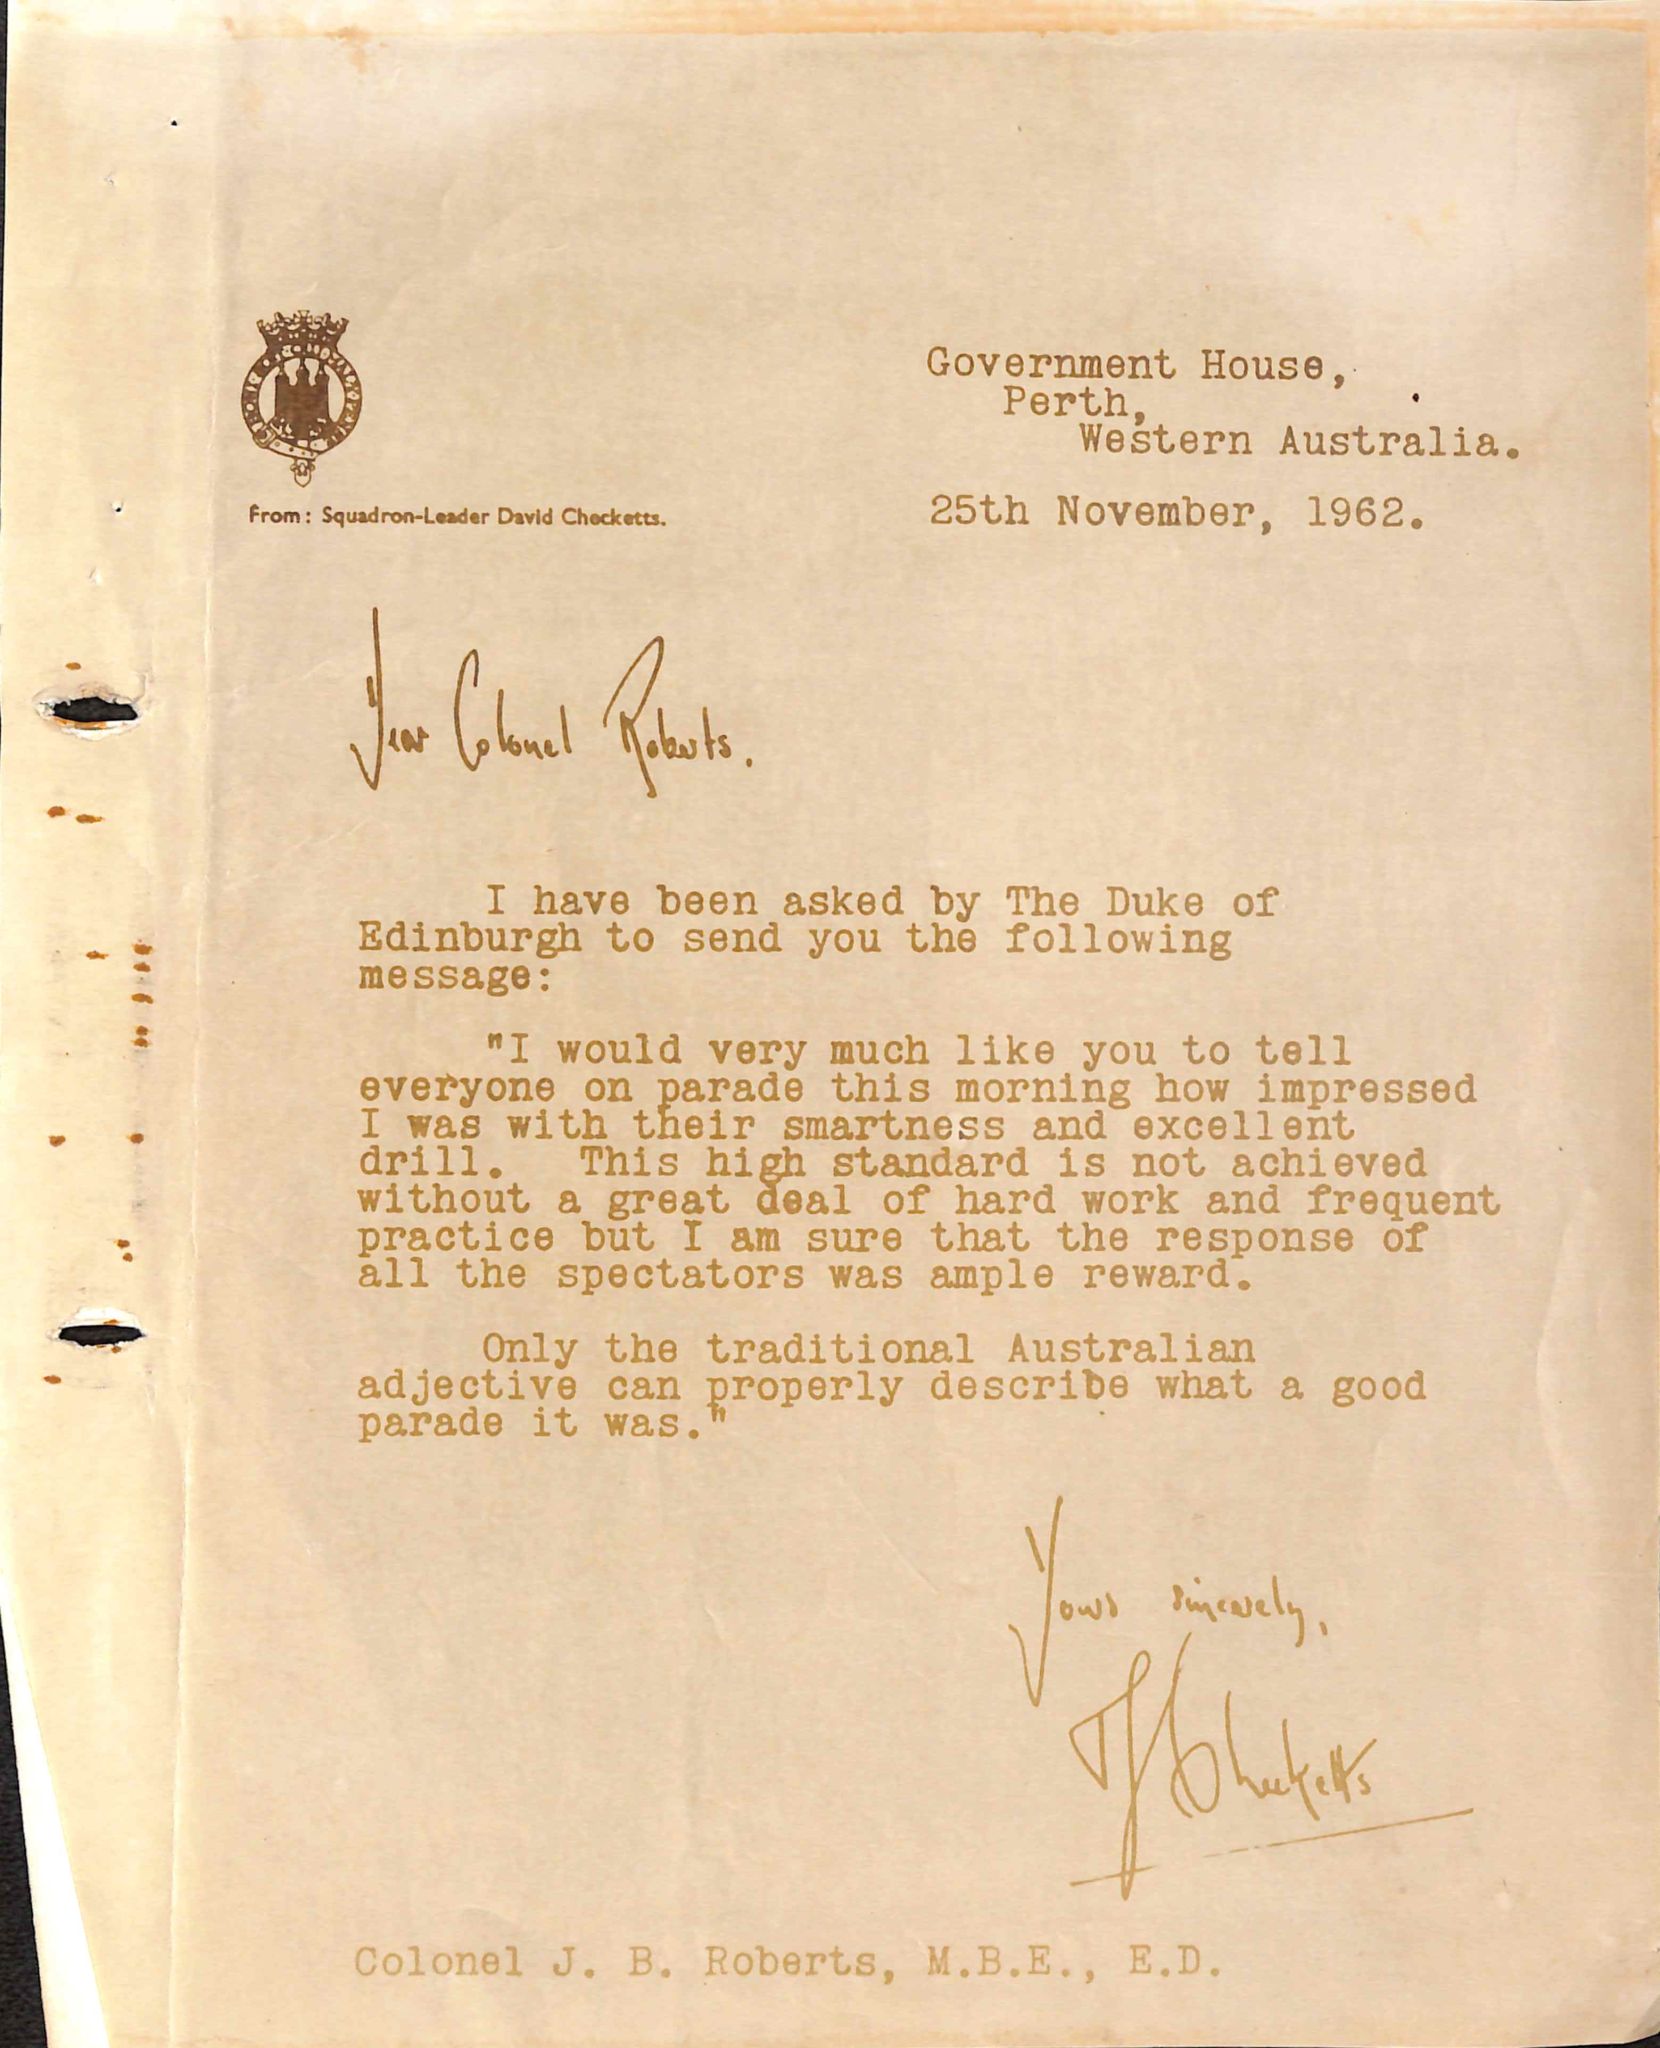 Government House,
Perth,
Western Australia.
From: Squadron-Leader David Checketts.
25th November, 1962.
Dear Colonel Roberts.
I have been asked by The Duke of
Edinburgh to send you the following
message:
"I would very much like you to tell
everyone on parade this morning how impressed
I was with their smartness and excellent
drill. This high standard is not achieved
without a great deal of hard work and frequent
practice but I am sure that the response of
all the spectators was ample reward.
Only the traditional Australian
adjective can properly describe what a good
parade it was."
Yours sincerely,
Checketts
Colonel J. B. Roberts, M.B.E., E.D.